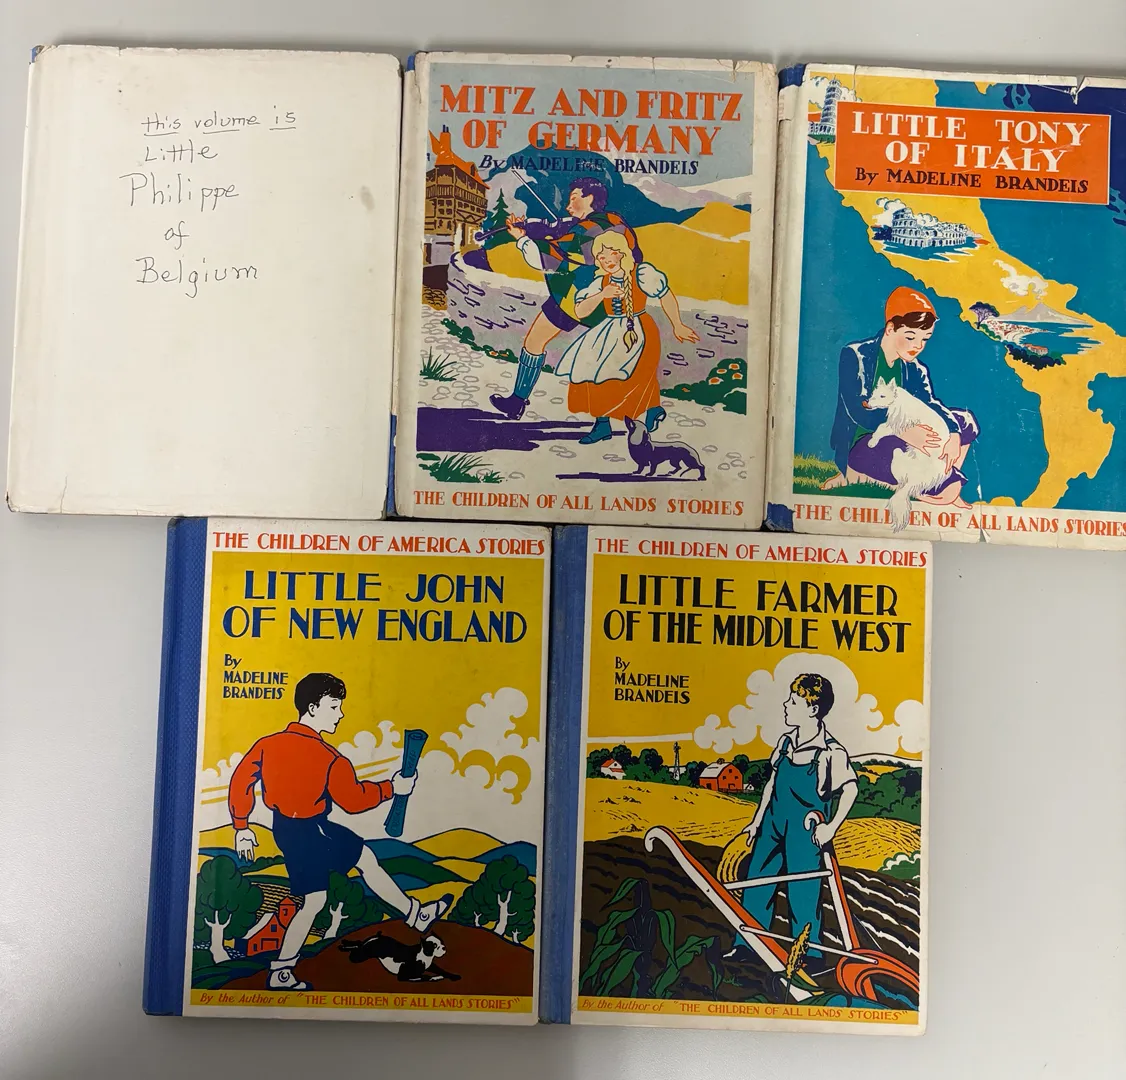 this volume is
Little
Philippe
of
Belgium
MITZ AND FRITZ
OF GERMANY
By MADELINE BRANDEIS
THE CHILDREN OF ALL LANDS STORIES
LITTLE TONY
OF ITALY
By MADELINE BRANDEIS
THE CHILDREN OF ALL LANDS STORIES
THE CHILDREN OF AMERICA STORIES
LITTLE JOHN
OF NEW ENGLAND
By
MADELINE
BRANDEIS
By the Author of "THE CHILDREN OF ALL LANDS STORIES"
THE CHILDREN OF AMERICA STORIES
LITTLE FARMER
OF THE MIDDLE WEST
By
MADELINE
BRANDEIS
By the Author of "THE CHILDREN OF ALL LANDS STORIES"